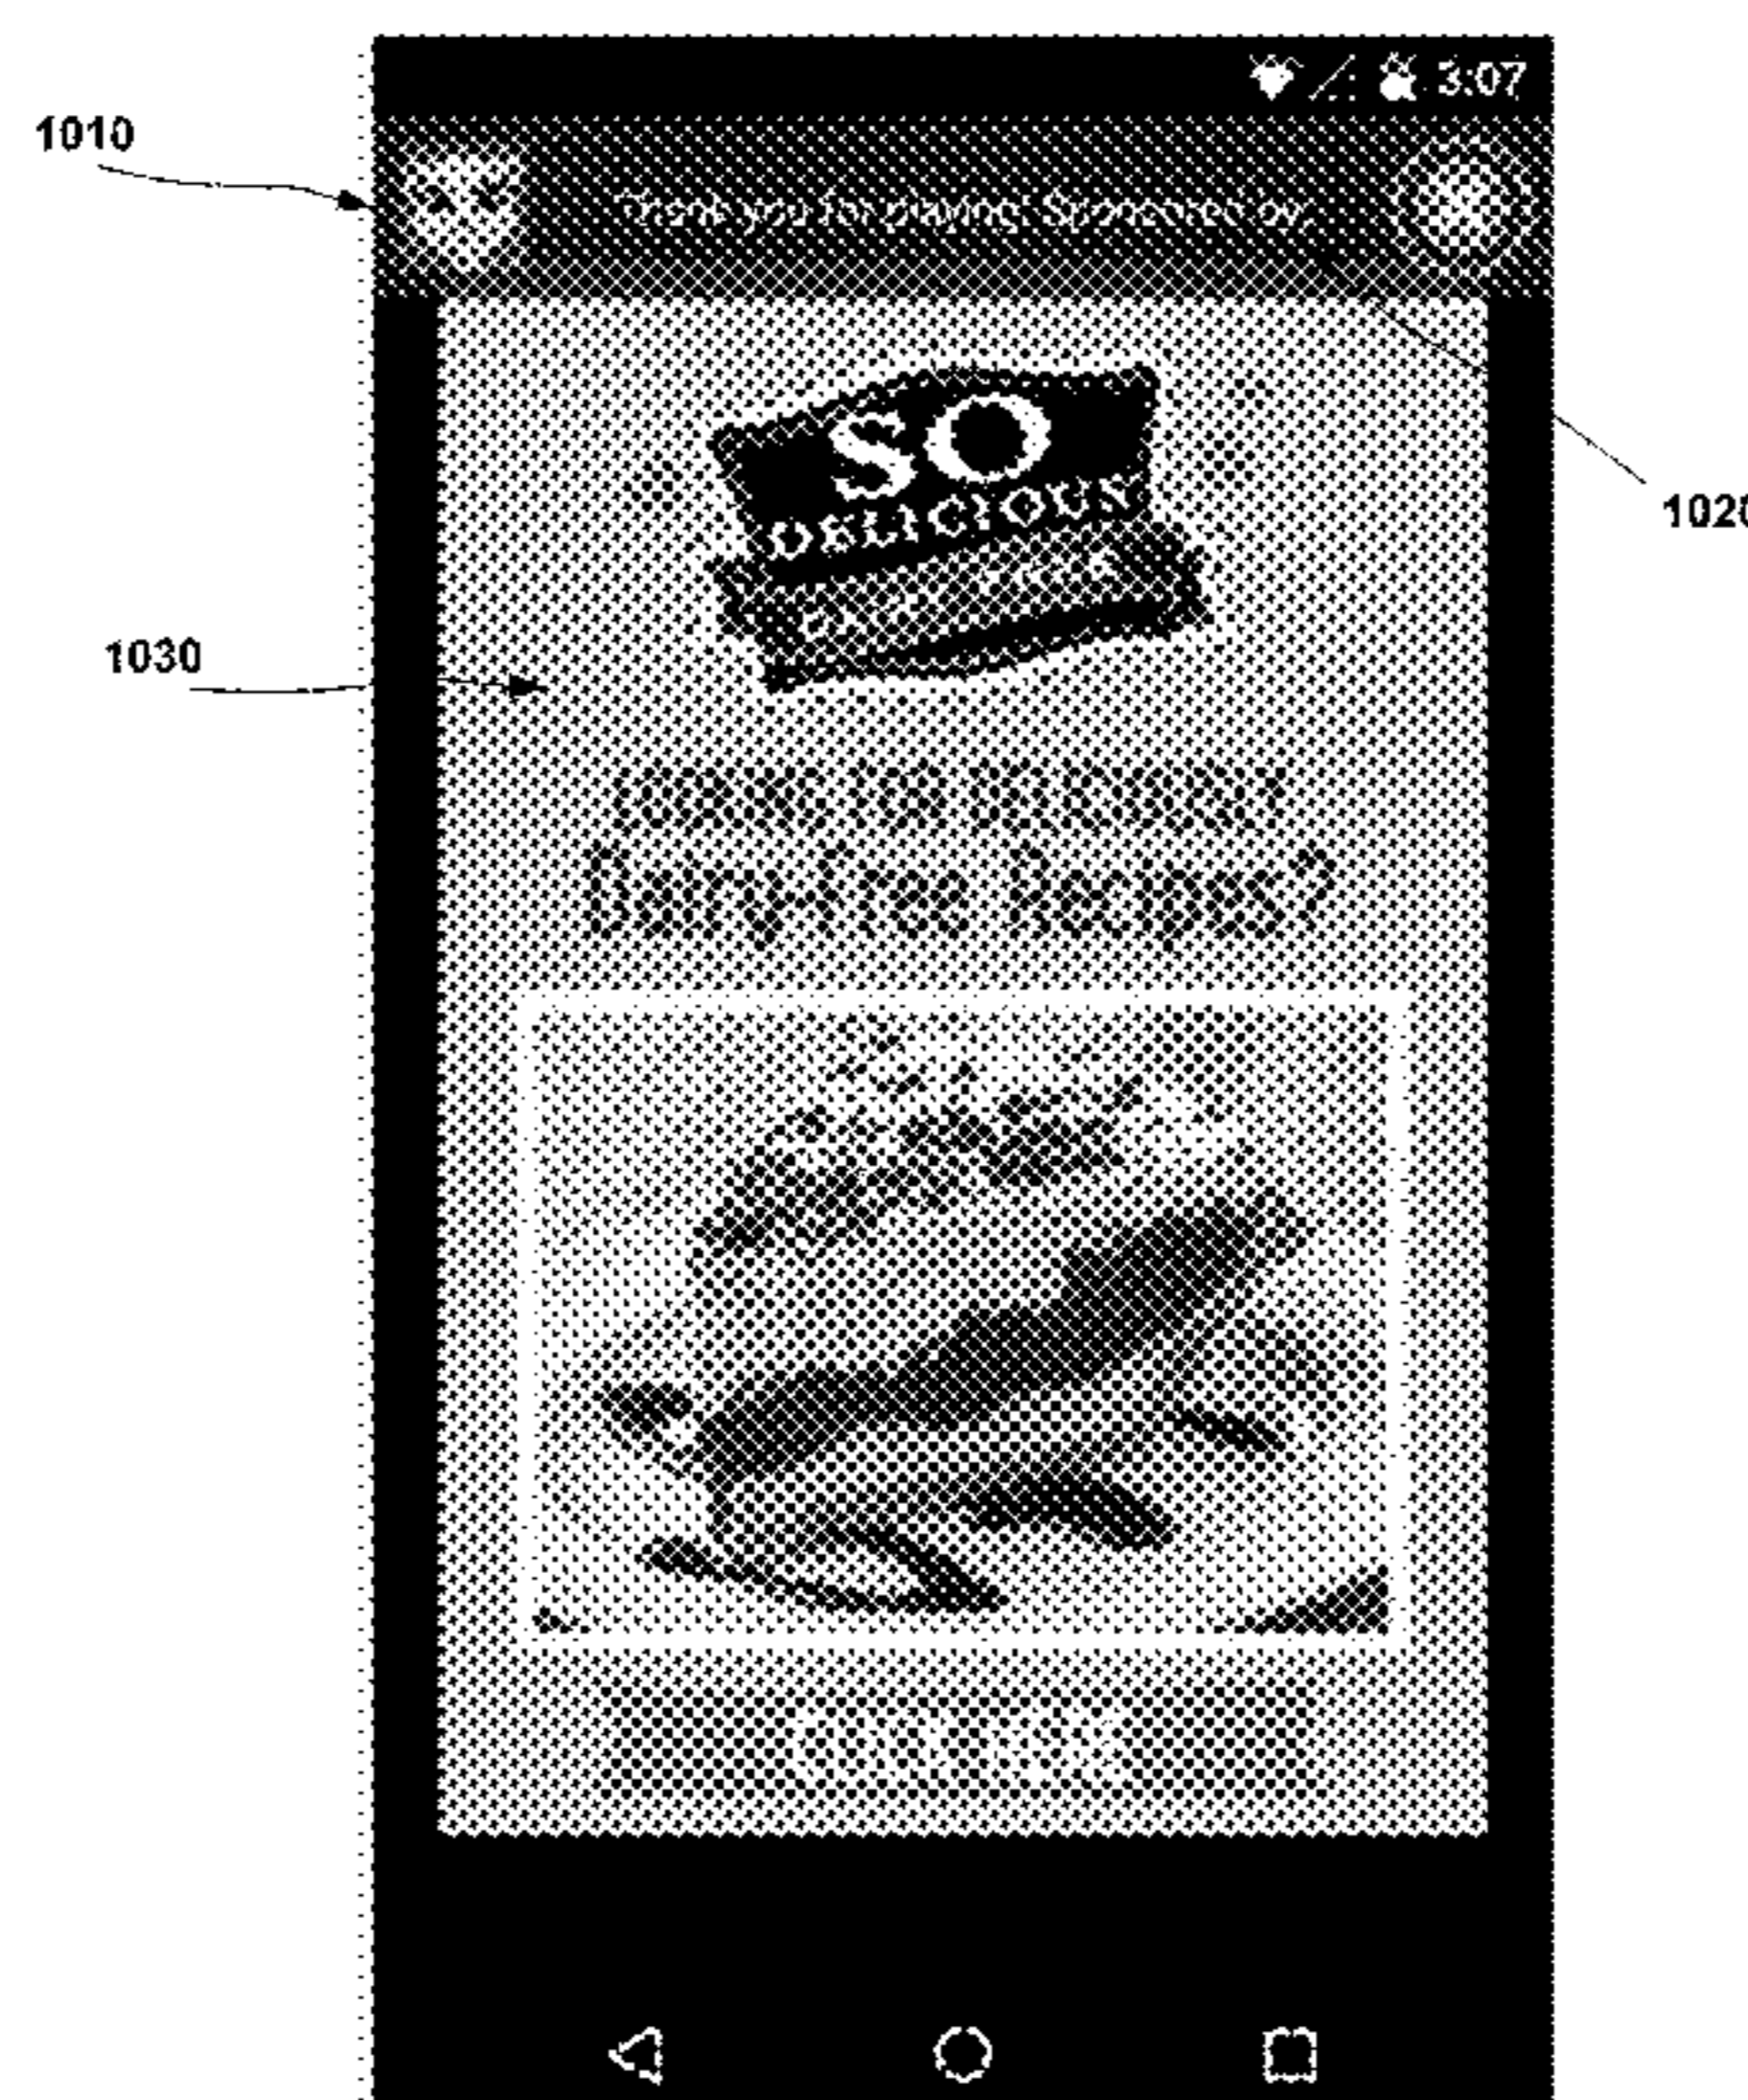 3:07
1010
Thank you for playing! Sponsored by:
SO
DELICIOUS
1020
1030
Dairy-Free Recipes?